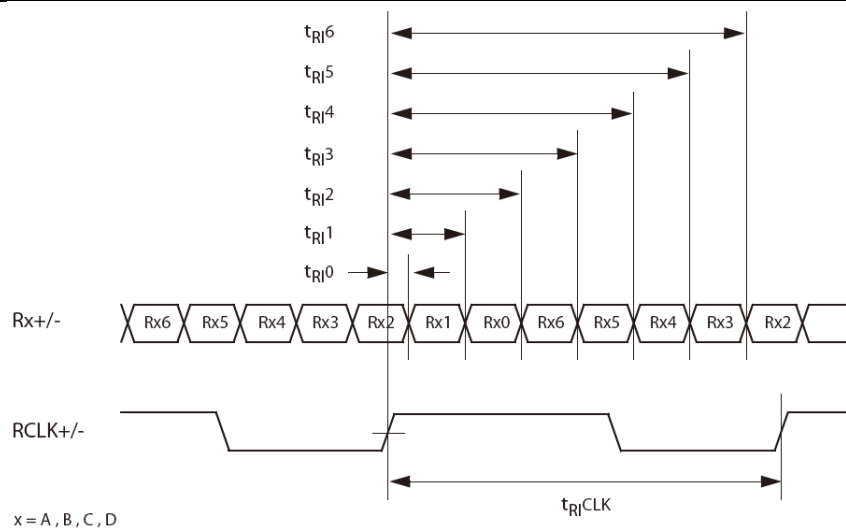 tRI6
tRI5
tRI4
tRI3
tRI2
tRI1
tRI0
Rx+/- Rx6 Rx5 Rx4 Rx3 Rx2 Rx1 Rx0 Rx6 Rx5 Rx4 Rx3 Rx2
RCLK+/-
tRICLK
x = A , B , C , D